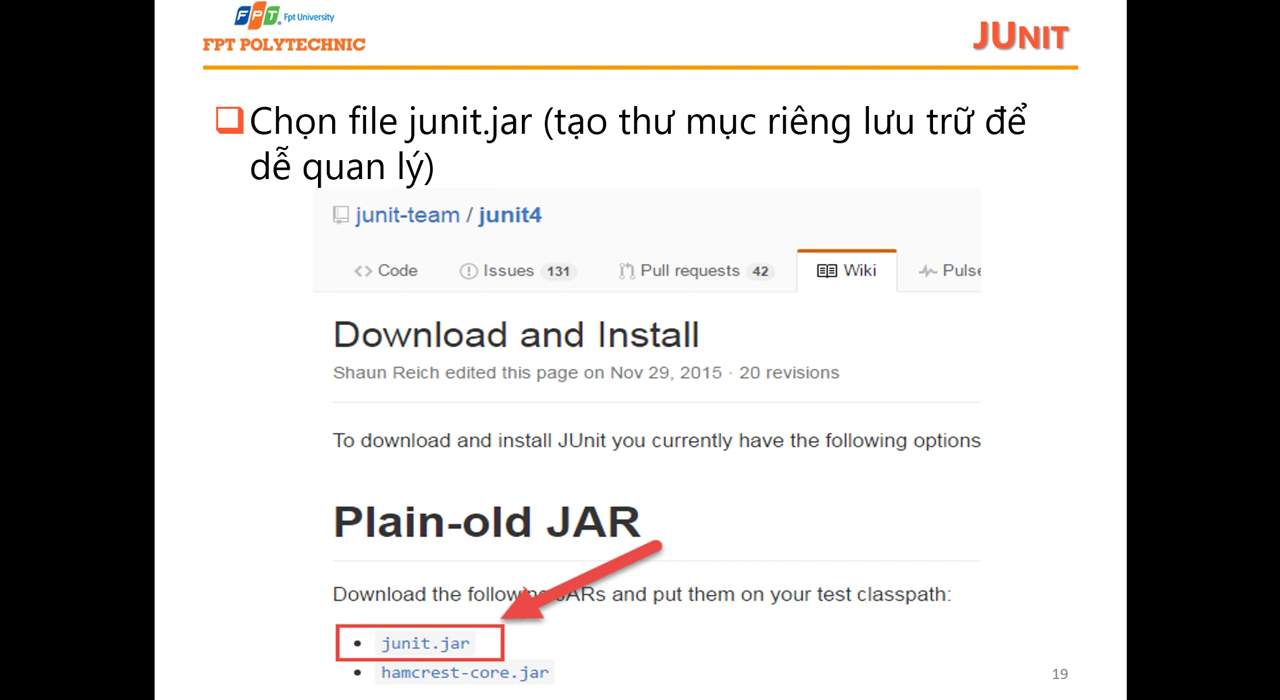 FPT. Fpt University
FPT POLYTECHNIC
JUNIT
Chọn file junit.jar (tạo thư mục riêng lưu trữ để
dễ quan lý)
junit-team / junit4
Code
Issues 131
Pull requests 42
Wiki
Pulse
Download and Install
Shaun Reich edited this page on Nov 29, 2015 · 20 revisions
To download and install JUnit you currently have the following options
Plain-old JAR
Download the following JARs and put them on your test classpath:
• junit.jar
• hamcrest-core.jar
19